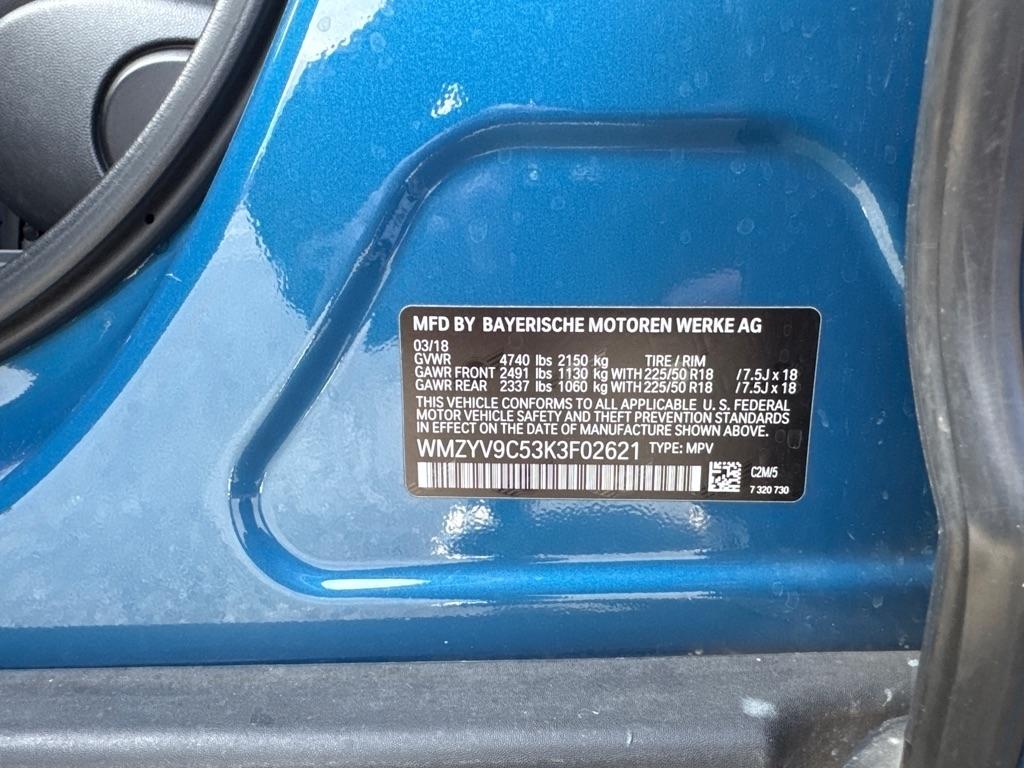 MFD BY BAYERISCHE MOTOREN WERKE AG
03/18
GVWR 4740 lbs 2150 kg TIRE / RIM
GAWR FRONT 2491 lbs 1130 kg WITH 225/50 R18 /7.5J x 18
GAWR REAR 2337 lbs 1060 kg WITH 225/50 R18 /7.5J x 18
THIS VEHICLE CONFORMS TO ALL APPLICABLE U. S. FEDERAL
MOTOR VEHICLE SAFETY AND THEFT PREVENTION STANDARDS
IN EFFECT ON THE DATE OF MANUFACTURE SHOWN ABOVE.
WMZYV9C53K3F02621 TYPE: MPV
C2M/5
7 320 730